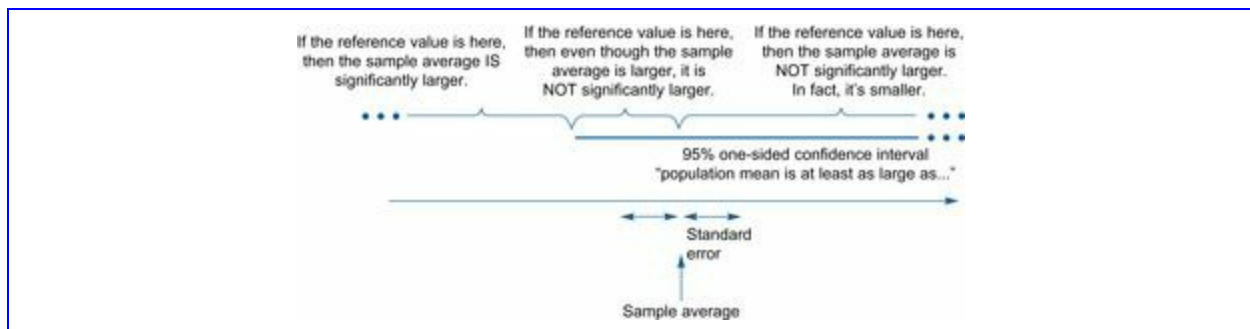 If the reference value is here,
then the sample average IS
significantly larger.
If the reference value is here,
then even though the sample
average is larger, it is
NOT significantly larger.
If the reference value is here,
then the sample average is
NOT significantly larger.
In fact, it's smaller.
95% one-sided confidence interval
"population mean is at least as large as..."
Standard
error
Sample average